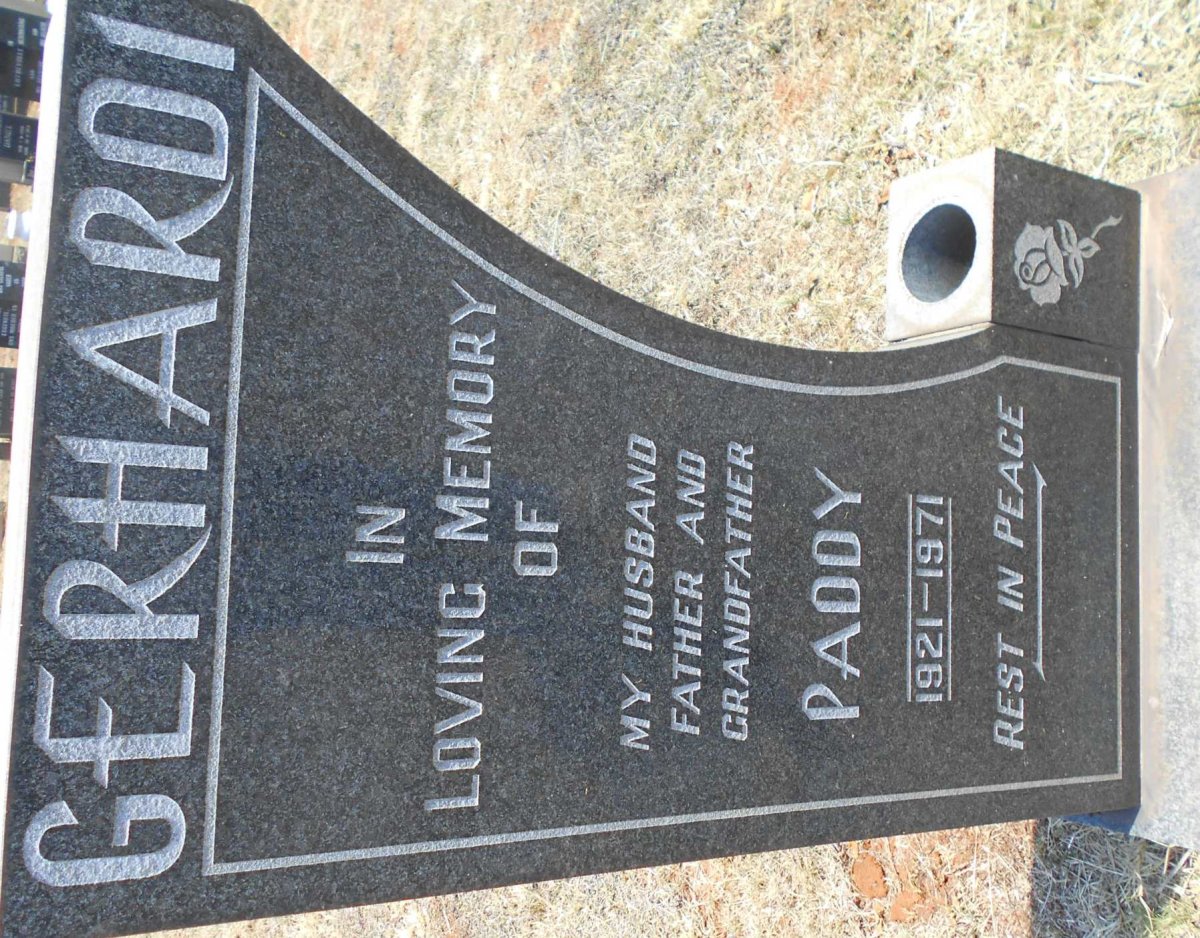 GERHARDI
IN
LOVING MEMORY
OF
MY HUSBAND
FATHER AND
GRANDFATHER
PADDY
1921-1971
REST IN PEACE